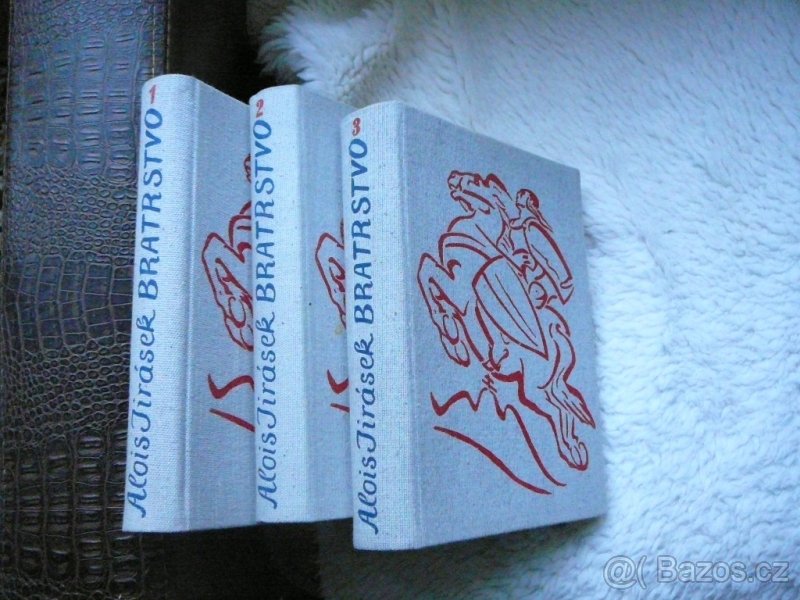 Alois Jirásek BRATRSTVO 1
Alois Jirásek BRATRSTVO 2
Alois Jirásek BRATRSTVO 3
@( Bazos.cz